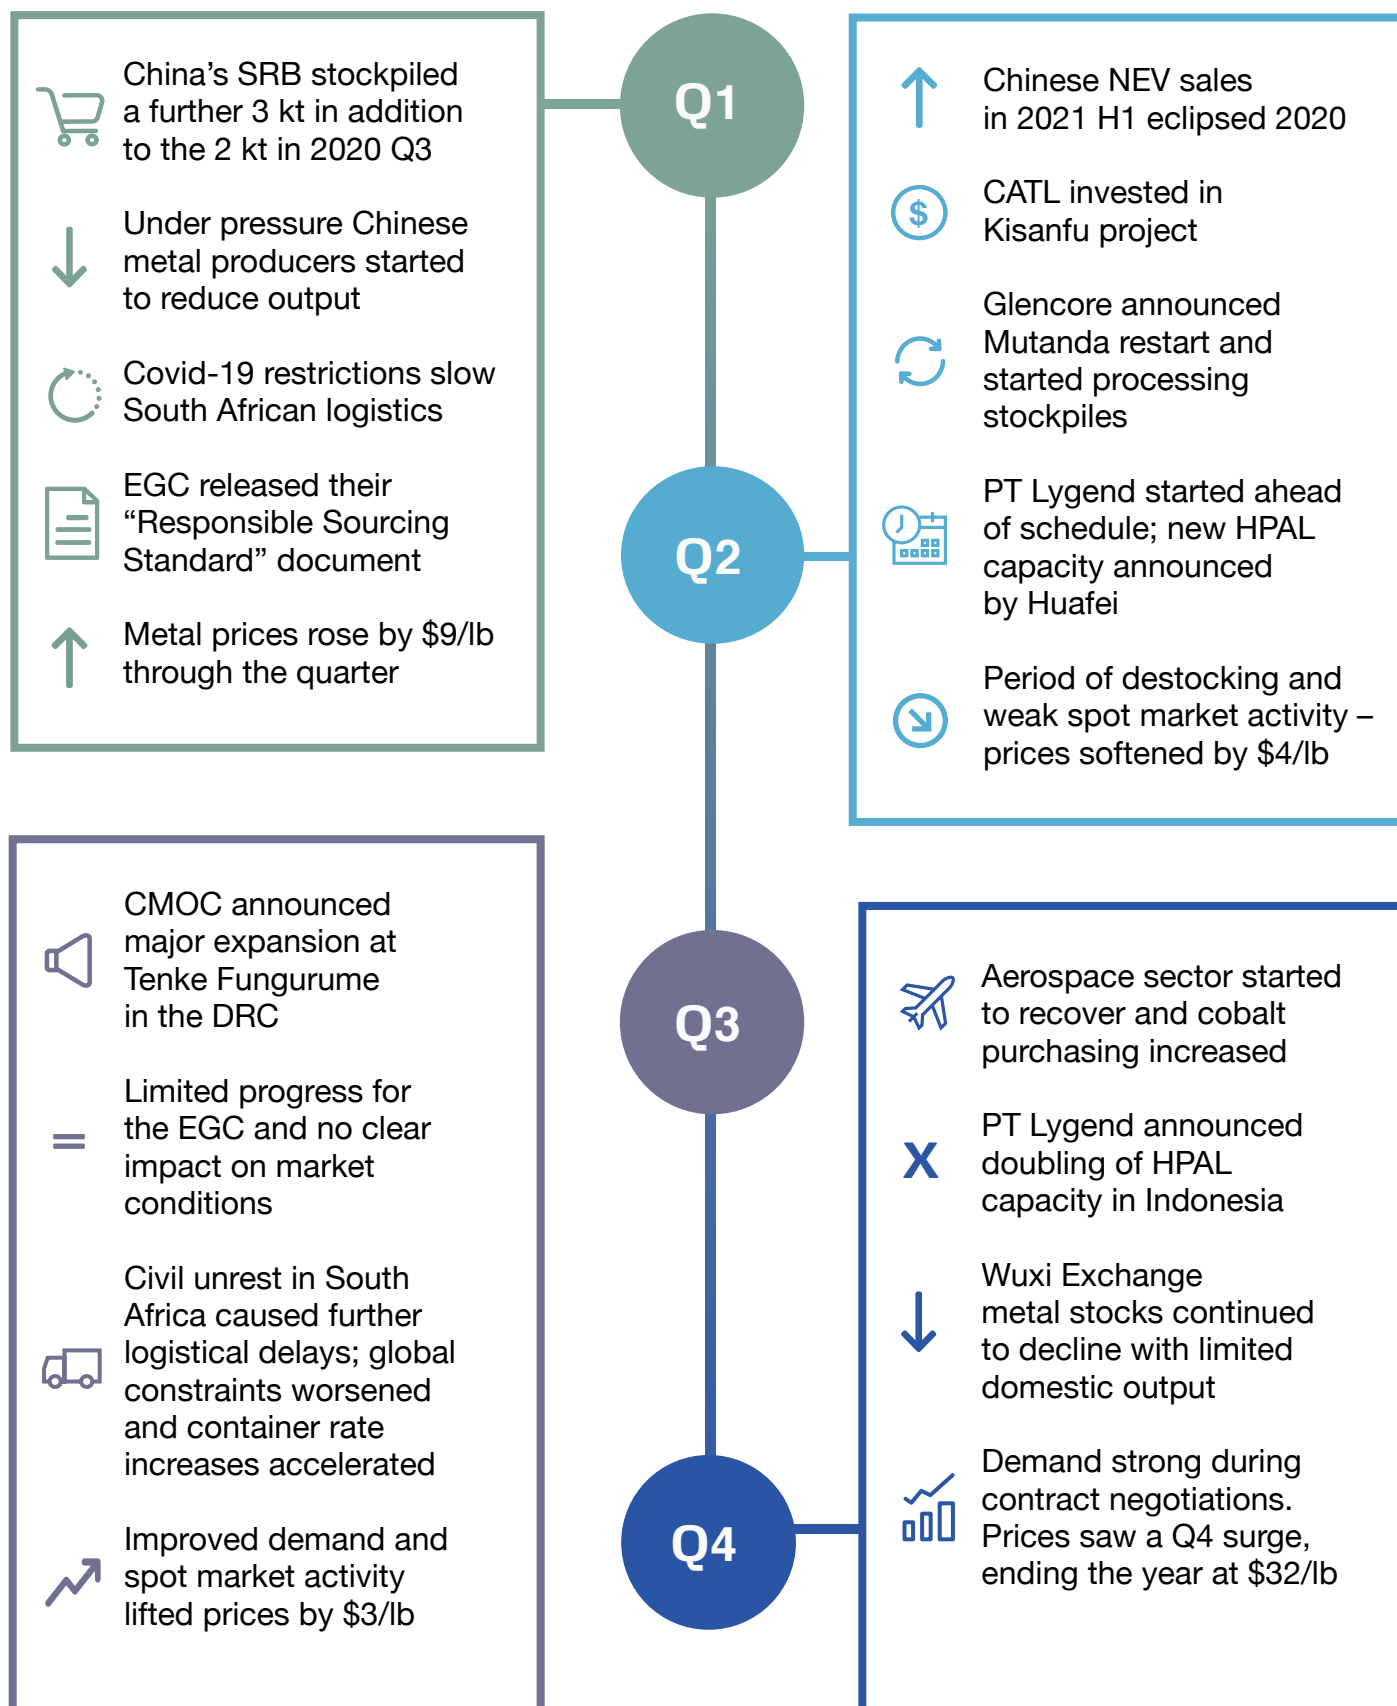 Q1
China’s SRB stockpiled
a further 3 kt in addition
to the 2 kt in 2020 Q3
Under pressure Chinese
metal producers started
to reduce output
Covid-19 restrictions slow
South African logistics
EGC released their
“Responsible Sourcing
Standard” document
Metal prices rose by $9/lb
through the quarter
Q2
Chinese NEV sales
in 2021 H1 eclipsed 2020
$
CATL invested in
Kisanfu project
Glencore announced
Mutanda restart and
started processing
stockpiles
PT Lygend started ahead
of schedule; new HPAL
capacity announced
by Huafei
Period of destocking and
weak spot market activity –
prices softened by $4/lb
Q3
CMOC announced
major expansion at
Tenke Fungurume
in the DRC
=
Limited progress for
the EGC and no clear
impact on market
conditions
Civil unrest in South
Africa caused further
logistical delays; global
constraints worsened
and container rate
increases accelerated
Improved demand and
spot market activity
lifted prices by $3/lb
Q4
Aerospace sector started
to recover and cobalt
purchasing increased
X
PT Lygend announced
doubling of HPAL
capacity in Indonesia
Wuxi Exchange
metal stocks continued
to decline with limited
domestic output
Demand strong during
contract negotiations.
Prices saw a Q4 surge,
ending the year at $32/lb